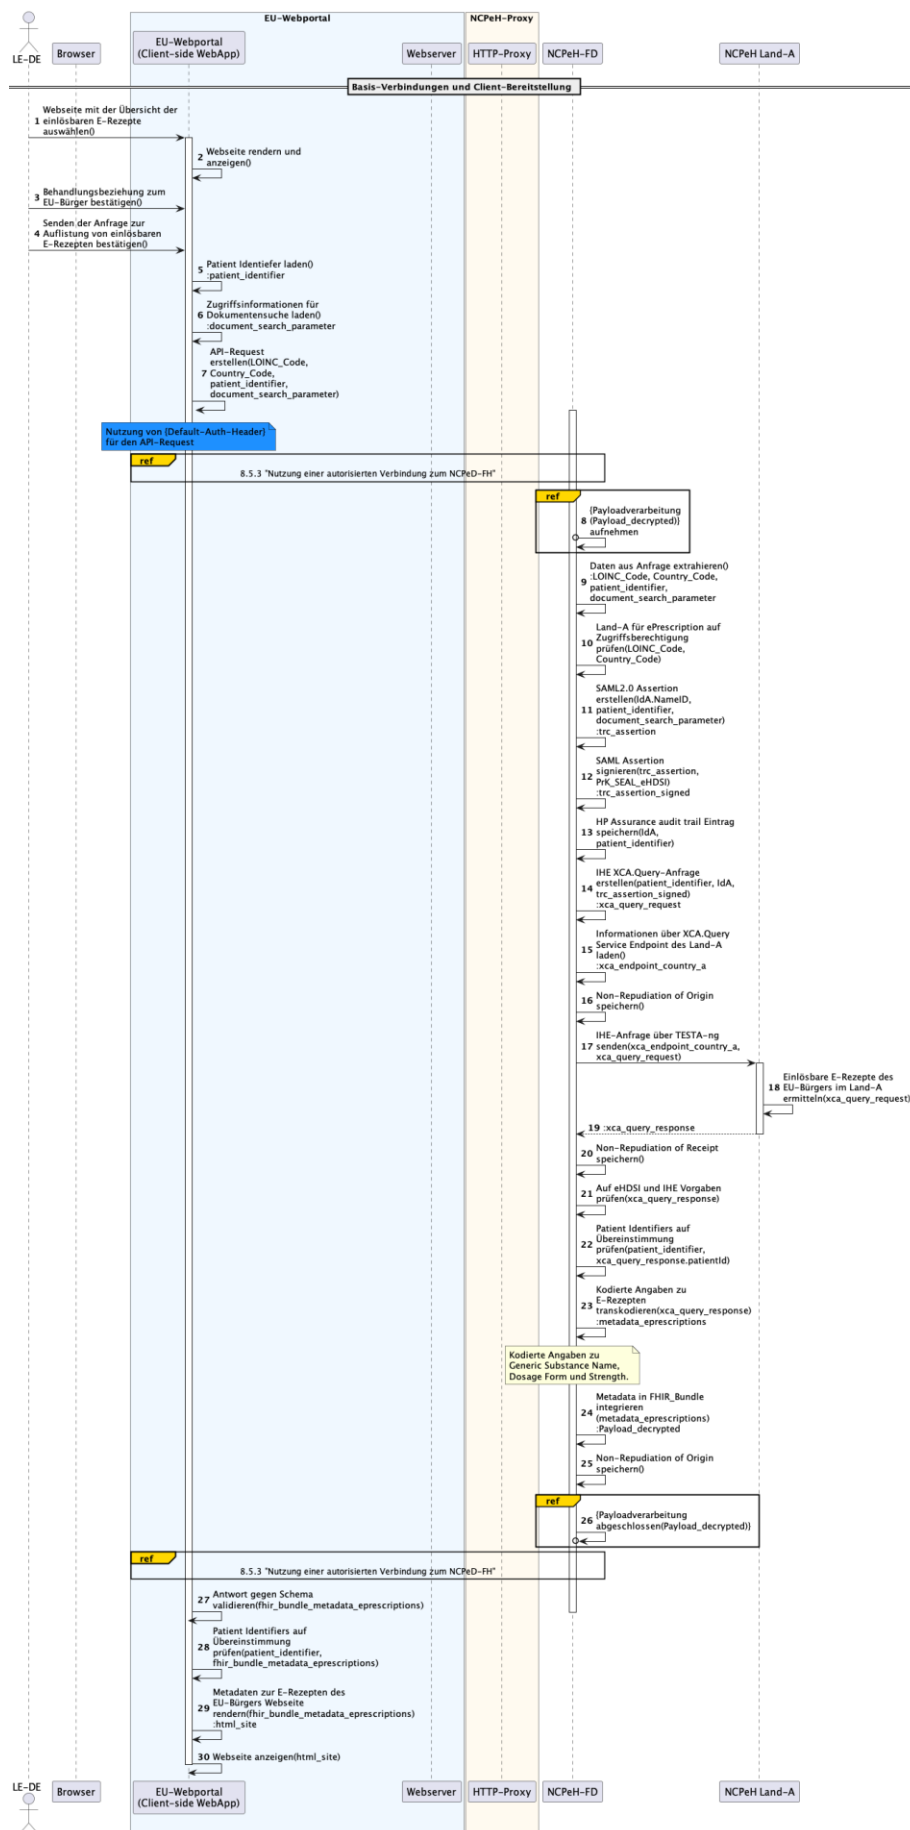 EU-Webportal
NCPeH-Proxy
LE-DE
Browser
EU-Webportal
(Client-side WebApp)
Webserver
HTTP-Proxy
NCPeH-FD
NCPeH Land-A
Basis-Verbindungen und Client-Bereitstellung
Webseite mit der Übersicht der
1 einlösbaren E-Rezepte
auswählen()
2 Webseite rendern und
anzeigen()
3 Behandlungsbeziehung zum
EU-Bürger bestätigen()
Senden der Anfrage zur
4 Auflistung von einlösbaren
E-Rezepten bestätigen()
5 Patient Identiefer laden()
:patient_identifier
Zugriffsinformationen für
6 Dokumentensuche laden()
:document_search_parameter
API-Request
erstellen(LOINC_Code,
7 Country_Code,
patient_identifier,
document_search_parameter)
Nutzung von {Default-Auth-Header}
für den API-Request
ref
8.5.3 "Nutzung einer autorisierten Verbindung zum NCPeD-FH"
ref
{Payloadverarbeitung
8 (Payload_decrypted)}
aufnehmen
Daten aus Anfrage extrahieren()
9 :LOINC_Code, Country_Code,
patient_identifier,
document_search_parameter
Land-A für ePrescription auf
10 Zugriffsberechtigung
prüfen(LOINC_Code,
Country_Code)
SAML2.0 Assertion
erstellen(IdA.NameID,
11 patient_identifier,
document_search_parameter)
:trc_assertion
SAML Assertion
12 signieren(trc_assertion,
PrK_SEAL_eHDSI)
:trc_assertion_signed
HP Assurance audit trail Eintrag
13 speichern(IdA,
patient_identifier)
IHE XCA.Query-Anfrage
14 erstellen(patient_identifier, IdA,
trc_assertion_signed)
:xca_query_request
Informationen über XCA.Query
15 Service Endpoint des Land-A
laden()
:xca_endpoint_country_a
16 Non-Repudiation of Origin
speichern()
IHE-Anfrage über TESTA-ng
17 senden(xca_endpoint_country_a,
xca_query_request)
Einlösbare E-Rezepte des
18 EU-Bürgers im Land-A
ermitteln(xca_query_request)
19 :xca_query_response
20 Non-Repudiation of Receipt
speichern()
21 Auf eHDSI und IHE Vorgaben
prüfen(xca_query_response)
Patient Identifiers auf
22 Übereinstimmung
prüfen(patient_identifier,
xca_query_response.patientId)
Kodierte Angaben zu
23 E-Rezepten
transkodieren(xca_query_response)
:metadata_eprescriptions
Kodierte Angaben zu
Generic Substance Name,
Dosage Form und Strength.
Metadata in FHIR_Bundle
24 integrieren
(metadata_eprescriptions)
:Payload_decrypted
25 Non-Repudiation of Origin
speichern()
ref
26 {Payloadverarbeitung
abgeschlossen(Payload_decrypted)}
ref
8.5.3 "Nutzung einer autorisierten Verbindung zum NCPeD-FH"
27 Antwort gegen Schema
validieren(fhir_bundle_metadata_eprescriptions)
Patient Identifiers auf
28 Übereinstimmung
prüfen(patient_identifier,
fhir_bundle_metadata_eprescriptions)
Metadaten zur E-Rezepten des
29 EU-Bürgers Webseite
rendern(fhir_bundle_metadata_eprescriptions)
:html_site
30 Webseite anzeigen(html_site)
LE-DE
Browser
EU-Webportal
(Client-side WebApp)
Webserver
HTTP-Proxy
NCPeH-FD
NCPeH Land-A